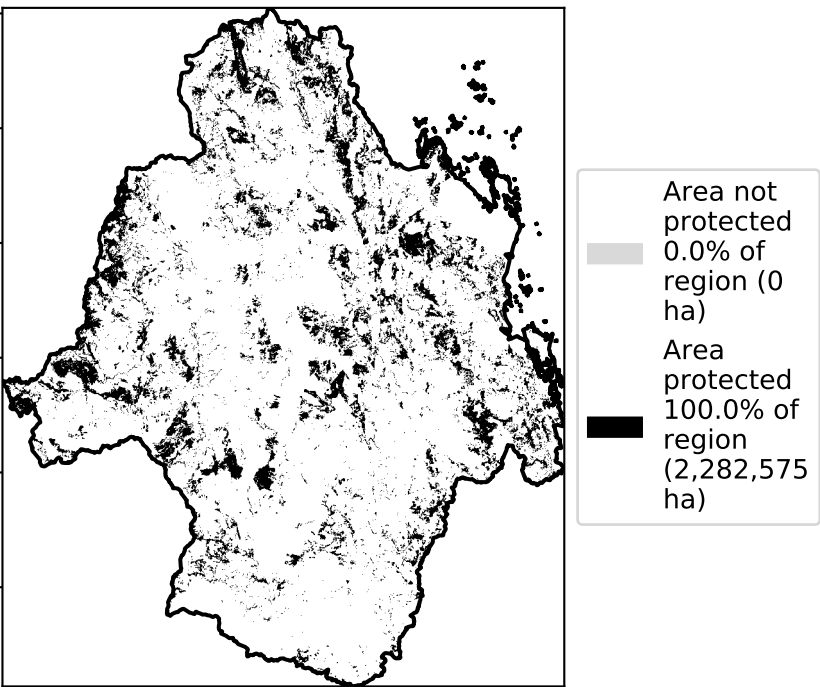 Area not
protected
0.0% of
region (0
ha)
Area
protected
100.0% of
region
(2,282,575
ha)